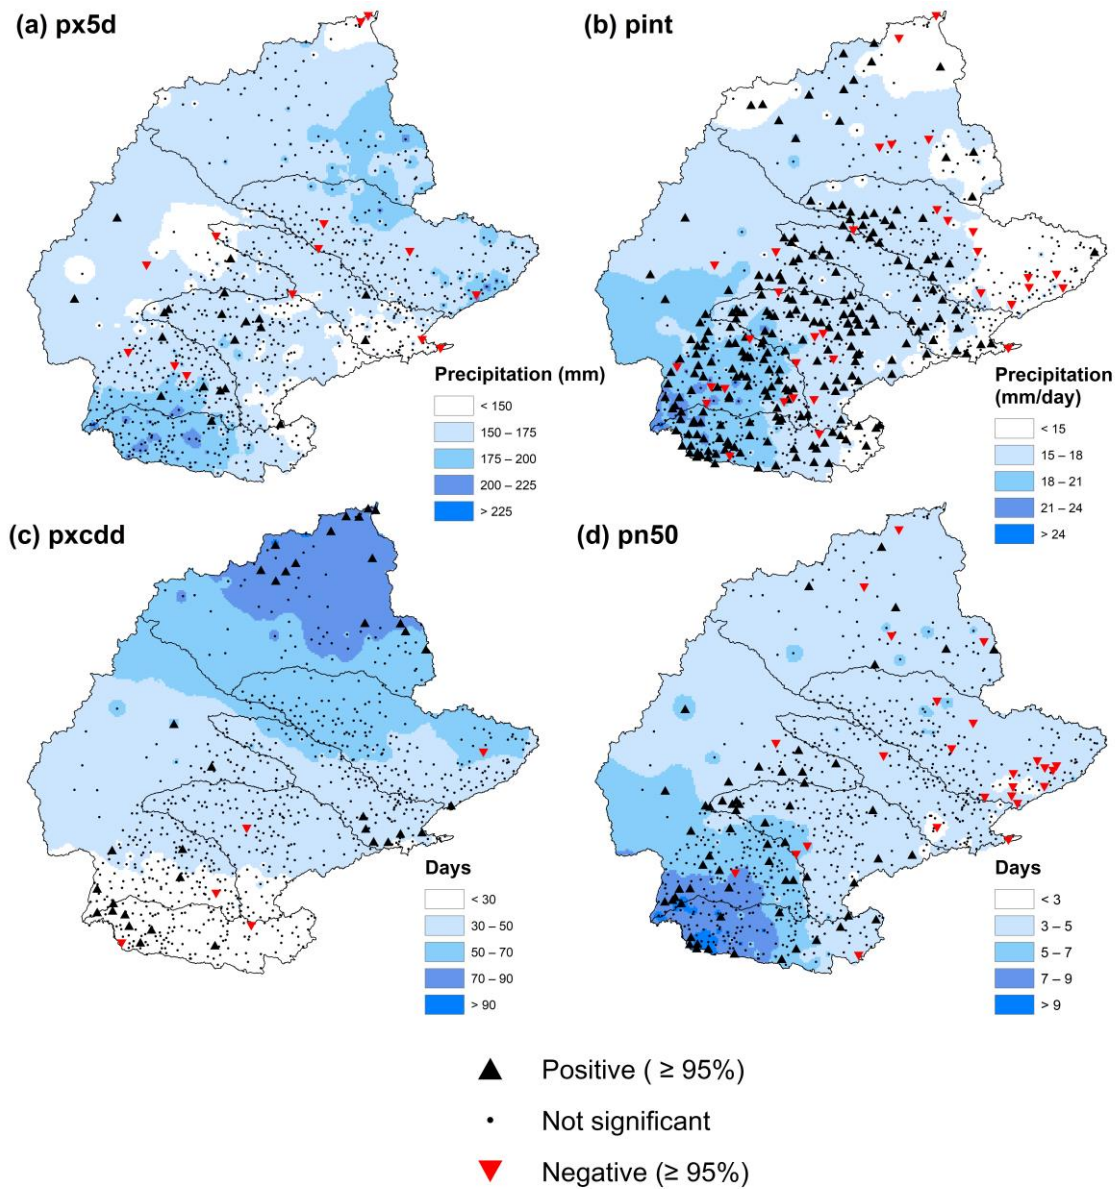 (a) px5d
(b) pint
Precipitation (mm)
< 150
150 – 175
175 – 200
200 – 225
> 225
Precipitation
(mm/day)
< 15
15 – 18
18 – 21
21 – 24
> 24
(c) pxcdd
(d) pn50
Days
< 30
30 – 50
50 – 70
70 – 90
> 90
Days
< 3
3 – 5
5 – 7
7 – 9
> 9
Positive ( ≥ 95%)
Not significant
Negative (≥ 95%)